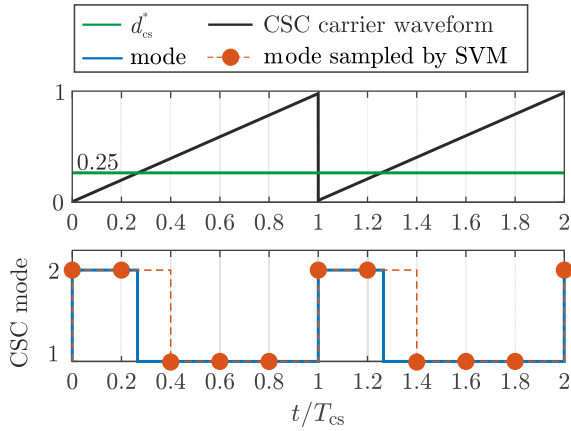 d*cs CSC carrier waveform
mode mode sampled by SVM
1
0.25
0
0 0.2 0.4 0.6 0.8 1 1.2 1.4 1.6 1.8 2
2
CSC mode
1
0 0.2 0.4 0.6 0.8 1 1.2 1.4 1.6 1.8 2
t/Tcs